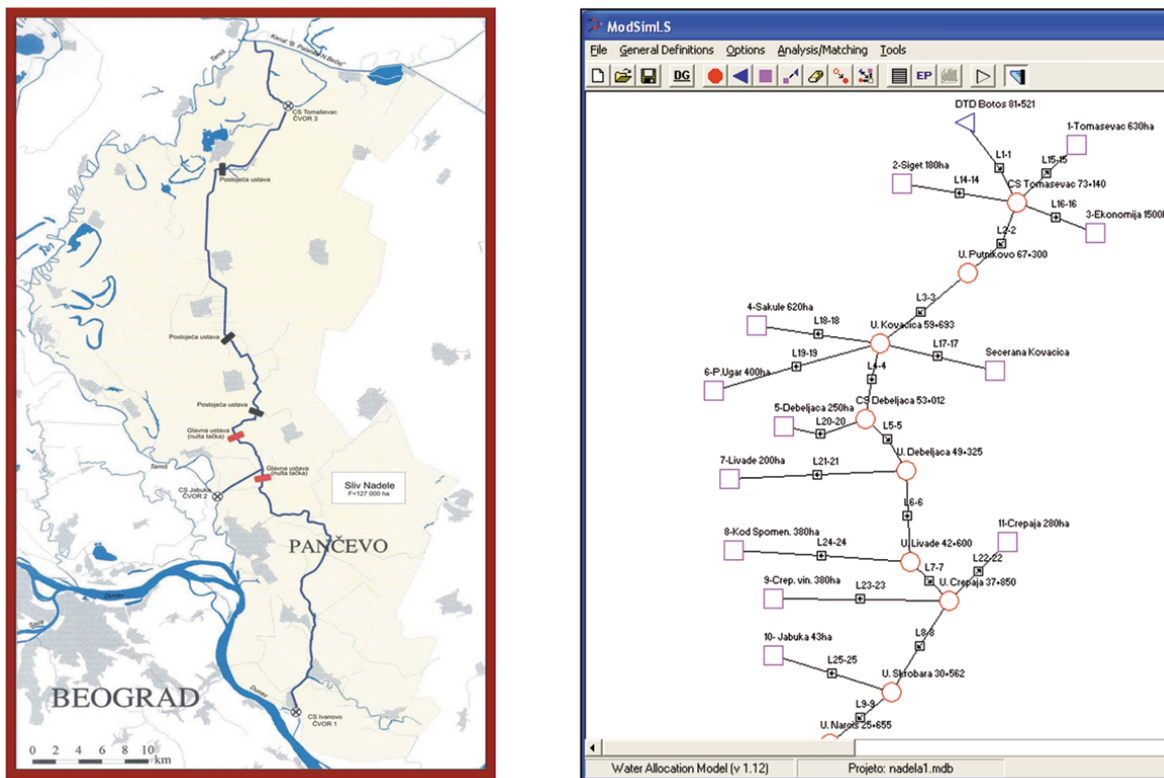 Kanal "B. Palanka-N.Bečej"
Tamiš
CS Tomaševac
ČVOR 3
Postojeća ustava
Postojeća ustava
Postojeća ustava
Glavna ustava
(nulta tačka)
Glavna ustava
(nulta tačka)
Tamiš
CS Jabuka
ČVOR 2
Sliv Nadele
F=127 000 ha
PANČEVO
Dunav
Sava
BEOGRAD
Dunav
CS Ivanovo
ČVOR 1
0 2 4 6 8 10
km
ModSimLS
File General Definitions Options Analysis/Matching Tools
DG
EP
DTD Botos 81+521
1-Tomasevac 630ha
L1-1
L15-15
2-Siget 180ha
L14-14
CS Tomasevac 73+140
L16-16
3-Ekonomija 1500h
L2-2
U. Putnikovo 67+300
L3-3
4-Sakule 620ha
L18-18
U. Kovacica 59+693
L17-17
L19-19
Secerana Kovacica
6-P.Ugar 400ha
L4-4
CS Debeljaca 53+012
5-Debeljaca 250ha
L20-20
L5-5
U. Debeljaca 49+325
7-Livade 200ha
L21-21
L6-6
11-Crepaja 280ha
8-Kod Spomen. 380ha
L24-24
U. Livade 42+600
L22-22
L7-7
U. Crepaja 37+850
9-Crep. vin. 380ha
L23-23
L8-8
10- Jabuka 43ha
L25-25
U. Skrobara 30+562
L9-9
U. Narcis 25+655
Water Allocation Model (v 1.12)
Projeto: nadela1.mdb